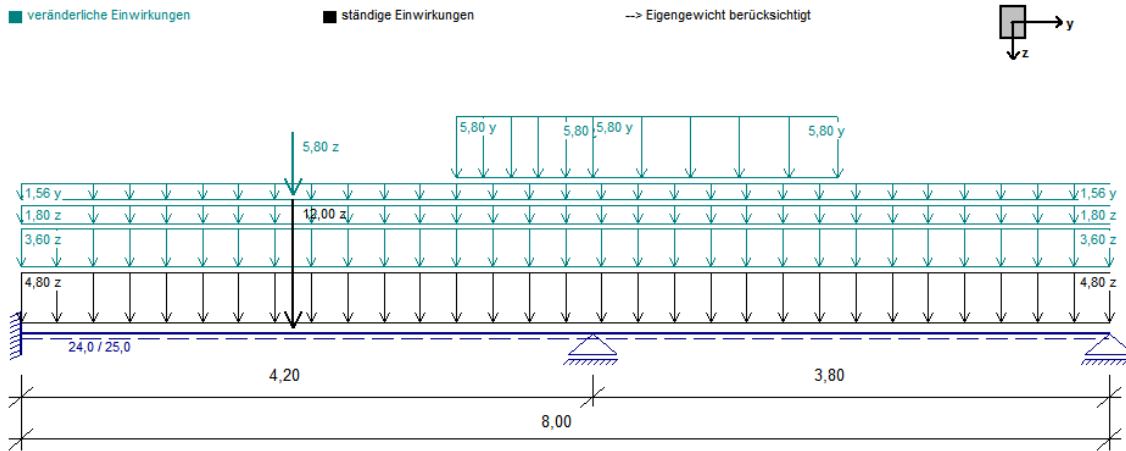 veränderliche Einwirkungen
ständige Einwirkungen
--> Eigengewicht berücksichtigt
y
z
5,80 z
5,80 y
5,80
5,80 y
5,80 y
1,56 y
1,56 y
12,00 z
1,80 z
1,80 z
3,60 z
3,60 z
4,80 z
4,80 z
24,0 / 25,0
4,20
3,80
8,00